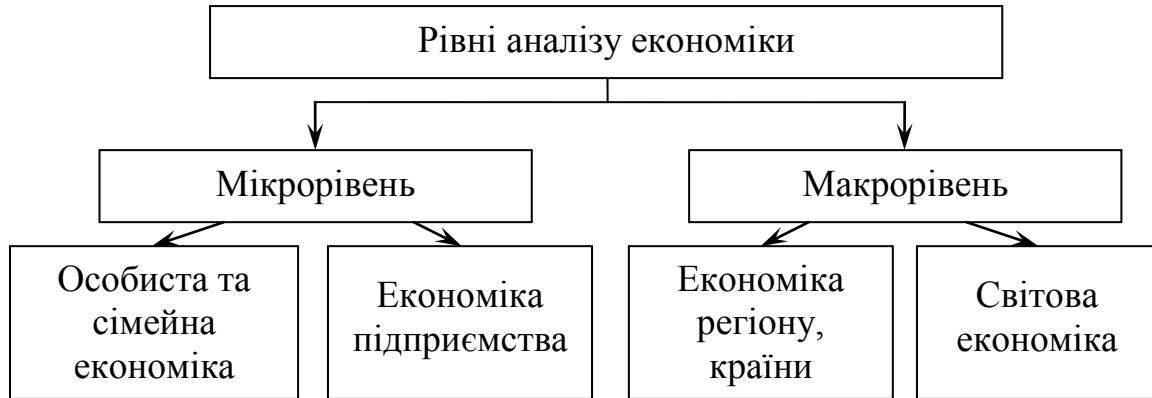 Рівні аналізу економіки
Мікрорівень
Макрорівень
Особиста та
сімейна
економіка
Економіка
підприємства
Економіка
регіону,
країни
Світова
економіка